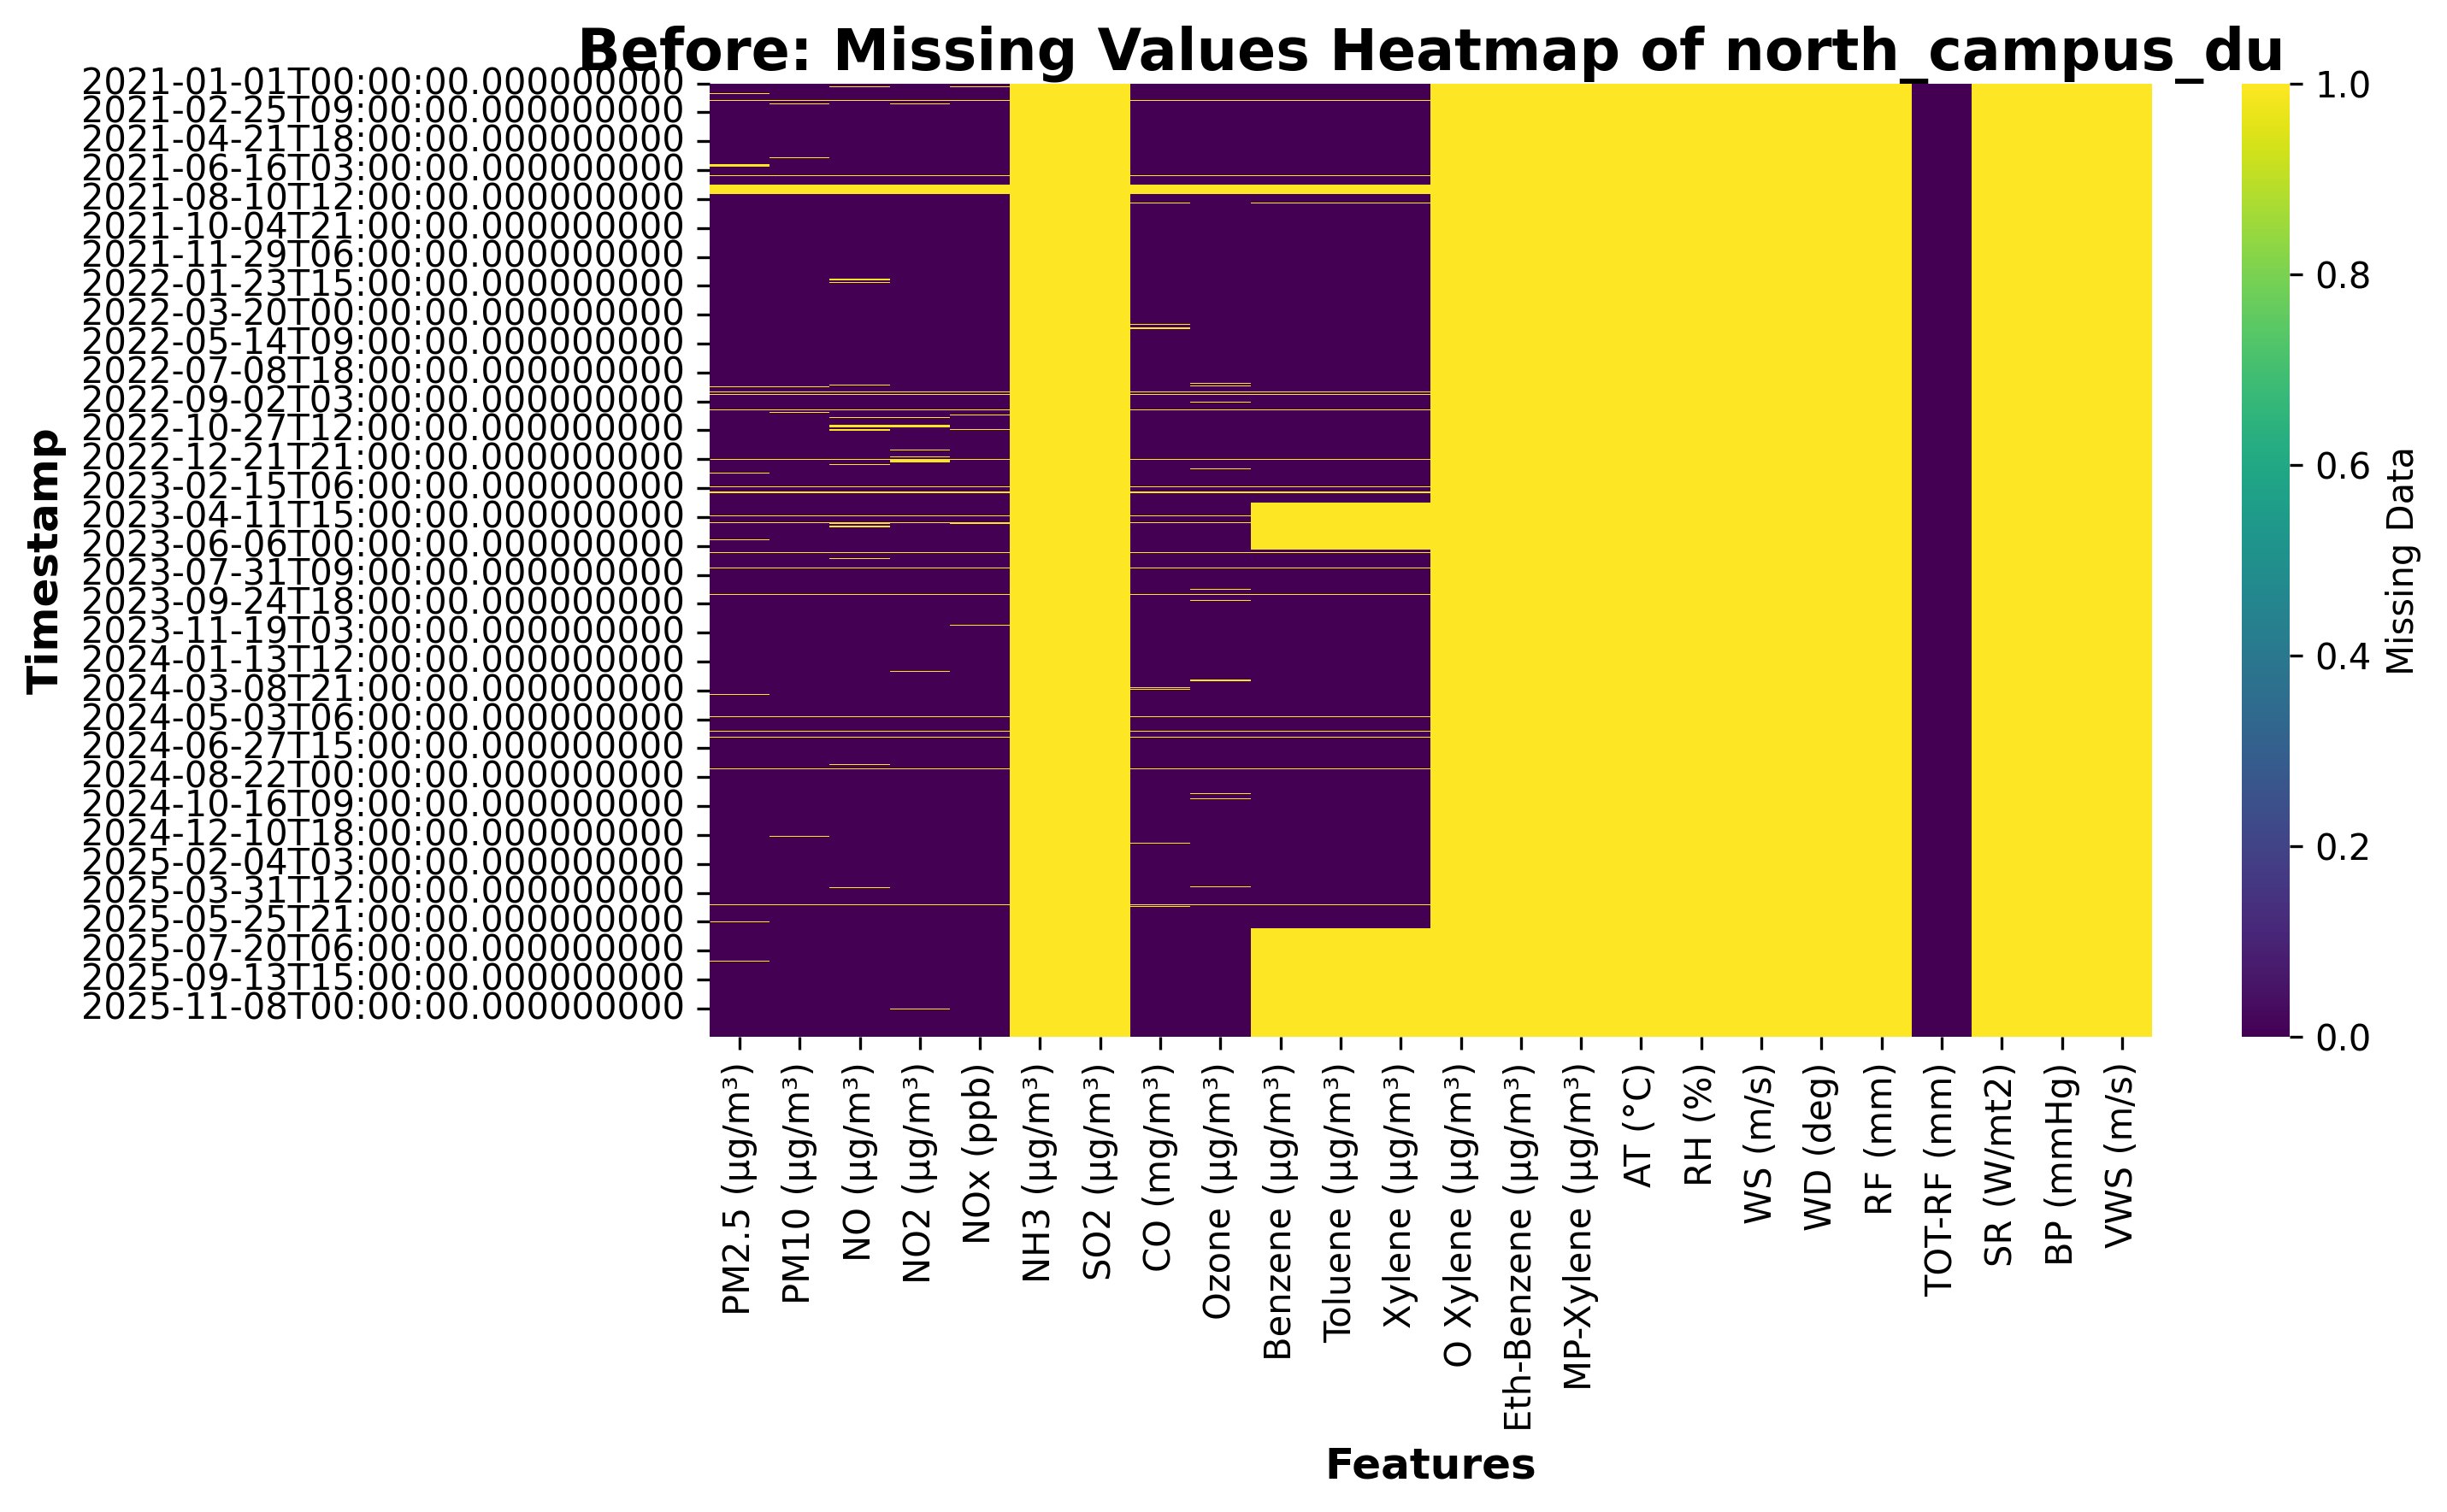 Before: Missing Values Heatmap of north_campus_du
Timestamp
2021-01-01T00:00:00.000000000
2021-02-25T09:00:00.000000000
2021-04-21T18:00:00.000000000
2021-06-16T03:00:00.000000000
2021-08-10T12:00:00.000000000
2021-10-04T21:00:00.000000000
2021-11-29T06:00:00.000000000
2022-01-23T15:00:00.000000000
2022-03-20T00:00:00.000000000
2022-05-14T09:00:00.000000000
2022-07-08T18:00:00.000000000
2022-09-02T03:00:00.000000000
2022-10-27T12:00:00.000000000
2022-12-21T21:00:00.000000000
2023-02-15T06:00:00.000000000
2023-04-11T15:00:00.000000000
2023-06-06T00:00:00.000000000
2023-07-31T09:00:00.000000000
2023-09-24T18:00:00.000000000
2023-11-19T03:00:00.000000000
2024-01-13T12:00:00.000000000
2024-03-08T21:00:00.000000000
2024-05-03T06:00:00.000000000
2024-06-27T15:00:00.000000000
2024-08-22T00:00:00.000000000
2024-10-16T09:00:00.000000000
2024-12-10T18:00:00.000000000
2025-02-04T03:00:00.000000000
2025-03-31T12:00:00.000000000
2025-05-25T21:00:00.000000000
2025-07-20T06:00:00.000000000
2025-09-13T15:00:00.000000000
2025-11-08T00:00:00.000000000
PM2.5 (µg/m³)
PM10 (µg/m³)
NO (µg/m³)
NO2 (µg/m³)
NOx (ppb)
NH3 (µg/m³)
SO2 (µg/m³)
CO (mg/m³)
Ozone (µg/m³)
Benzene (µg/m³)
Toluene (µg/m³)
Xylene (µg/m³)
O Xylene (µg/m³)
Eth-Benzene (µg/m³)
MP-Xylene (µg/m³)
AT (°C)
RH (%)
WS (m/s)
WD (deg)
RF (mm)
TOT-RF (mm)
SR (W/mt2)
BP (mmHg)
VWS (m/s)
Features
1.0
0.8
0.6
0.4
0.2
0.0
Missing Data